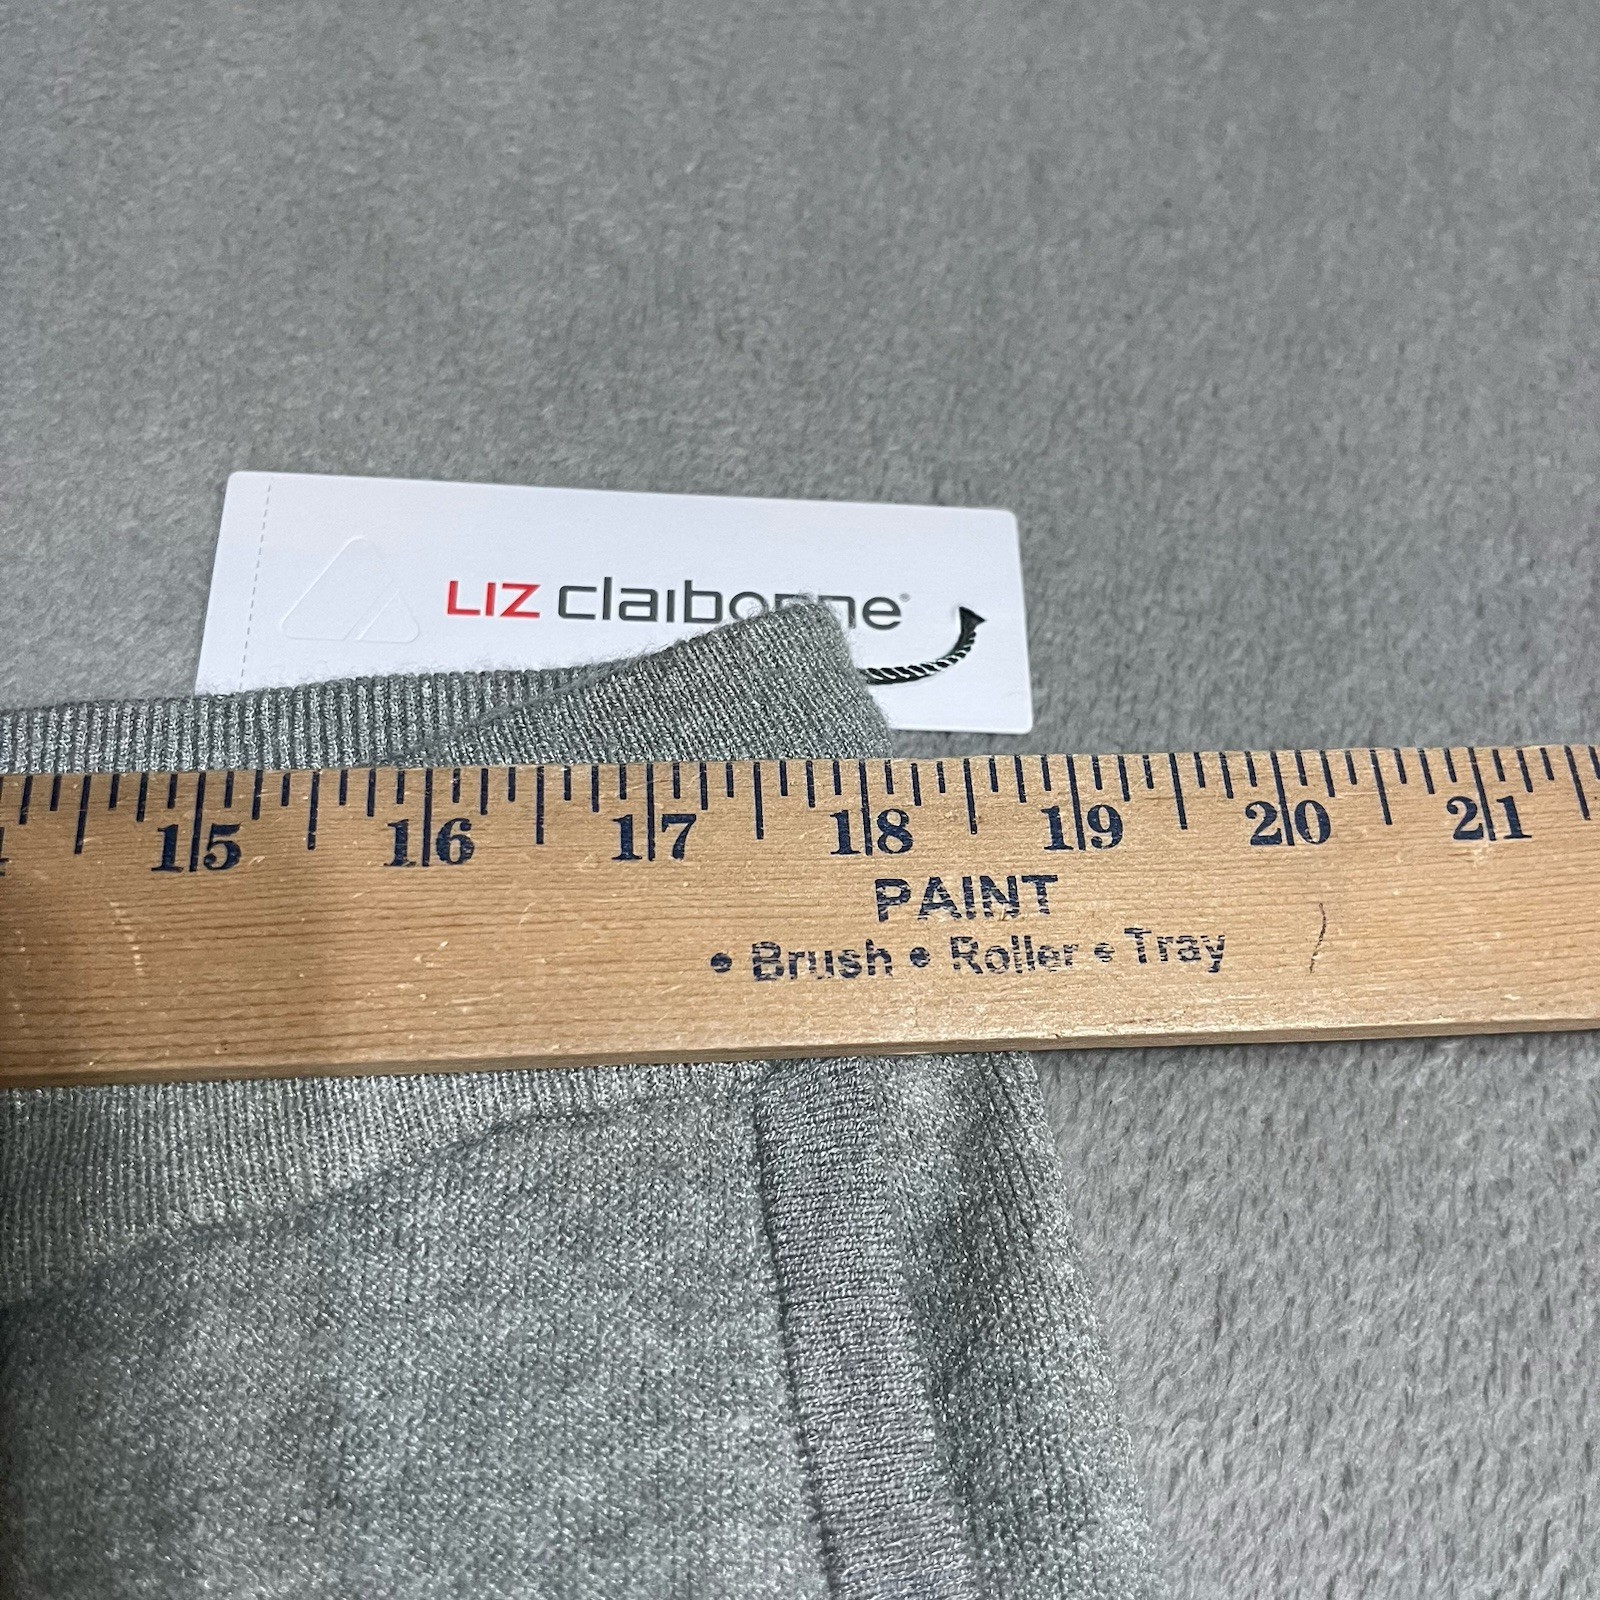 LIZ claiborne®
15 16 17 18 19 20 21
PAINT
• Brush • Roller • Tray